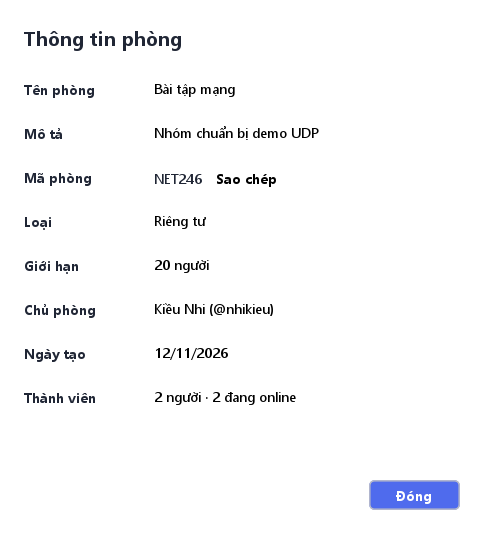 Thông tin phòng
Tên phòng Bài tập mạng
Mô tả Nhóm chuẩn bị demo UDP
Mã phòng NET246 Sao chép
Loại Riêng tư
Giới hạn 20 người
Chủ phòng Kiều Nhi (@nhikieu)
Ngày tạo 12/11/2026
Thành viên 2 người · 2 đang online
Đóng